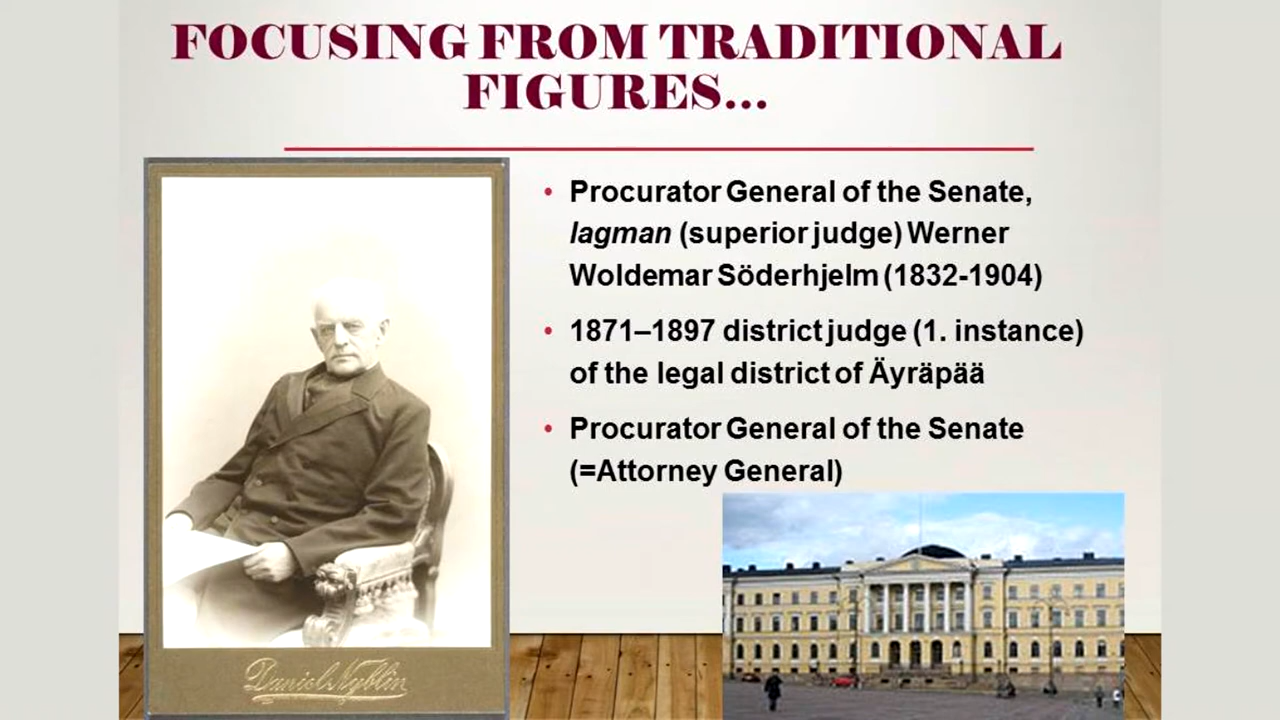 FOCUSING FROM TRADITIONAL
FIGURES...
• Procurator General of the Senate,
lagman (superior judge) Werner
Woldemar Söderhjelm (1832-1904)
• 1871–1897 district judge (1. instance)
of the legal district of Äyräpää
• Procurator General of the Senate
(=Attorney General)
Daniel Nyblin